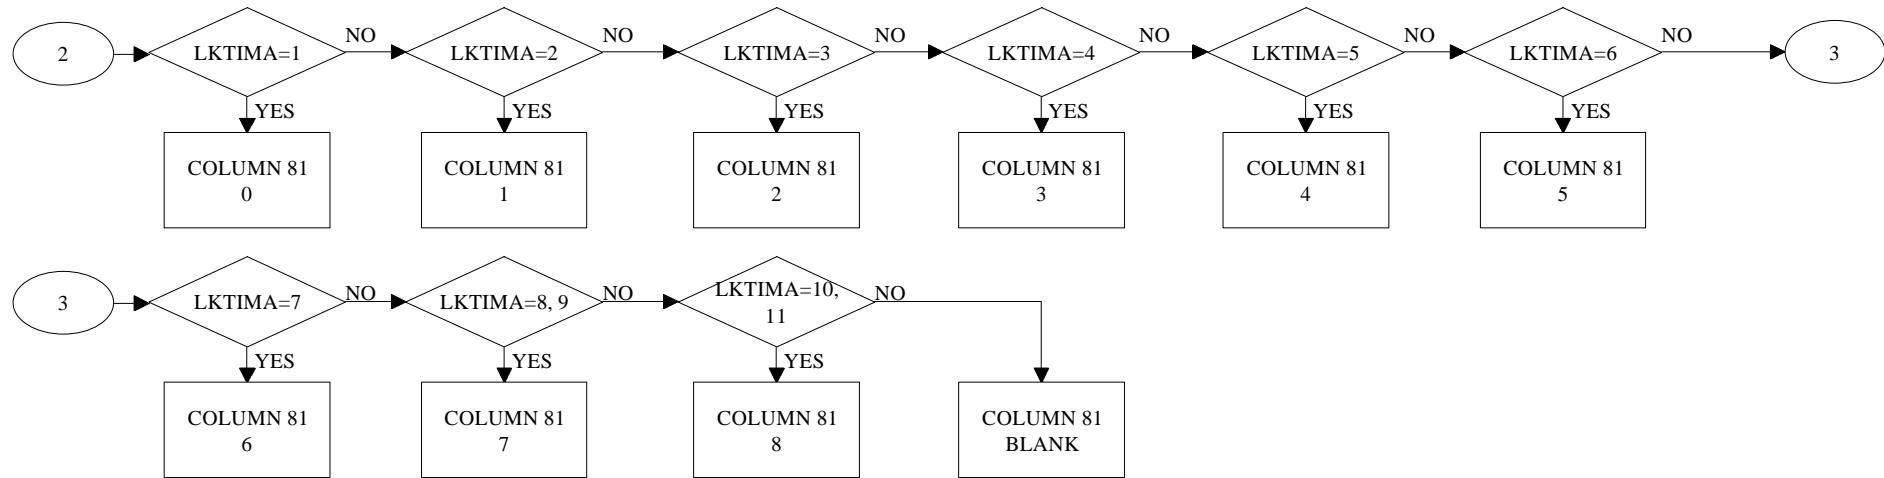 2
LKTIMA=1
NO
LKTIMA=2
NO
LKTIMA=3
NO
LKTIMA=4
NO
LKTIMA=5
NO
LKTIMA=6
NO
3
YES
YES
YES
YES
YES
YES
COLUMN 81
0
COLUMN 81
1
COLUMN 81
2
COLUMN 81
3
COLUMN 81
4
COLUMN 81
5
3
LKTIMA=7
NO
LKTIMA=8, 9
NO
LKTIMA=10,
11
NO
YES
YES
YES
COLUMN 81
6
COLUMN 81
7
COLUMN 81
8
COLUMN 81
BLANK